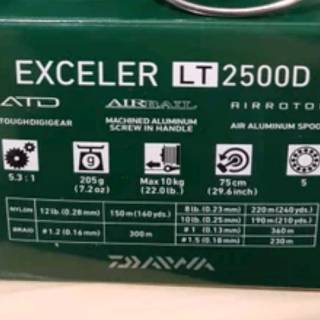 EXCELER LT 2500D
ATD AIRBAIL AIRROTO
TOUGHDIGIGEAR MACHINED ALUMINUM SCREW IN HANDLE AIR ALUMINUM SPOO
5.3 : 1 205g (7.2oz) Max 10kg (22.0lb.) 75cm (29.6inch) 5
NYLON 12 lb. (0.28 mm) 150 m (160 yds.) 8 lb. (0.23 mm) 220 m (240 yds.)
10 lb. (0.25 mm) 190 m (210 yds.)
BRAID # 1.2 (0.16 mm) 300 m # 1 (0.13 mm) 360 m
# 1.5 (0.18 mm) 230 m
DAIWA